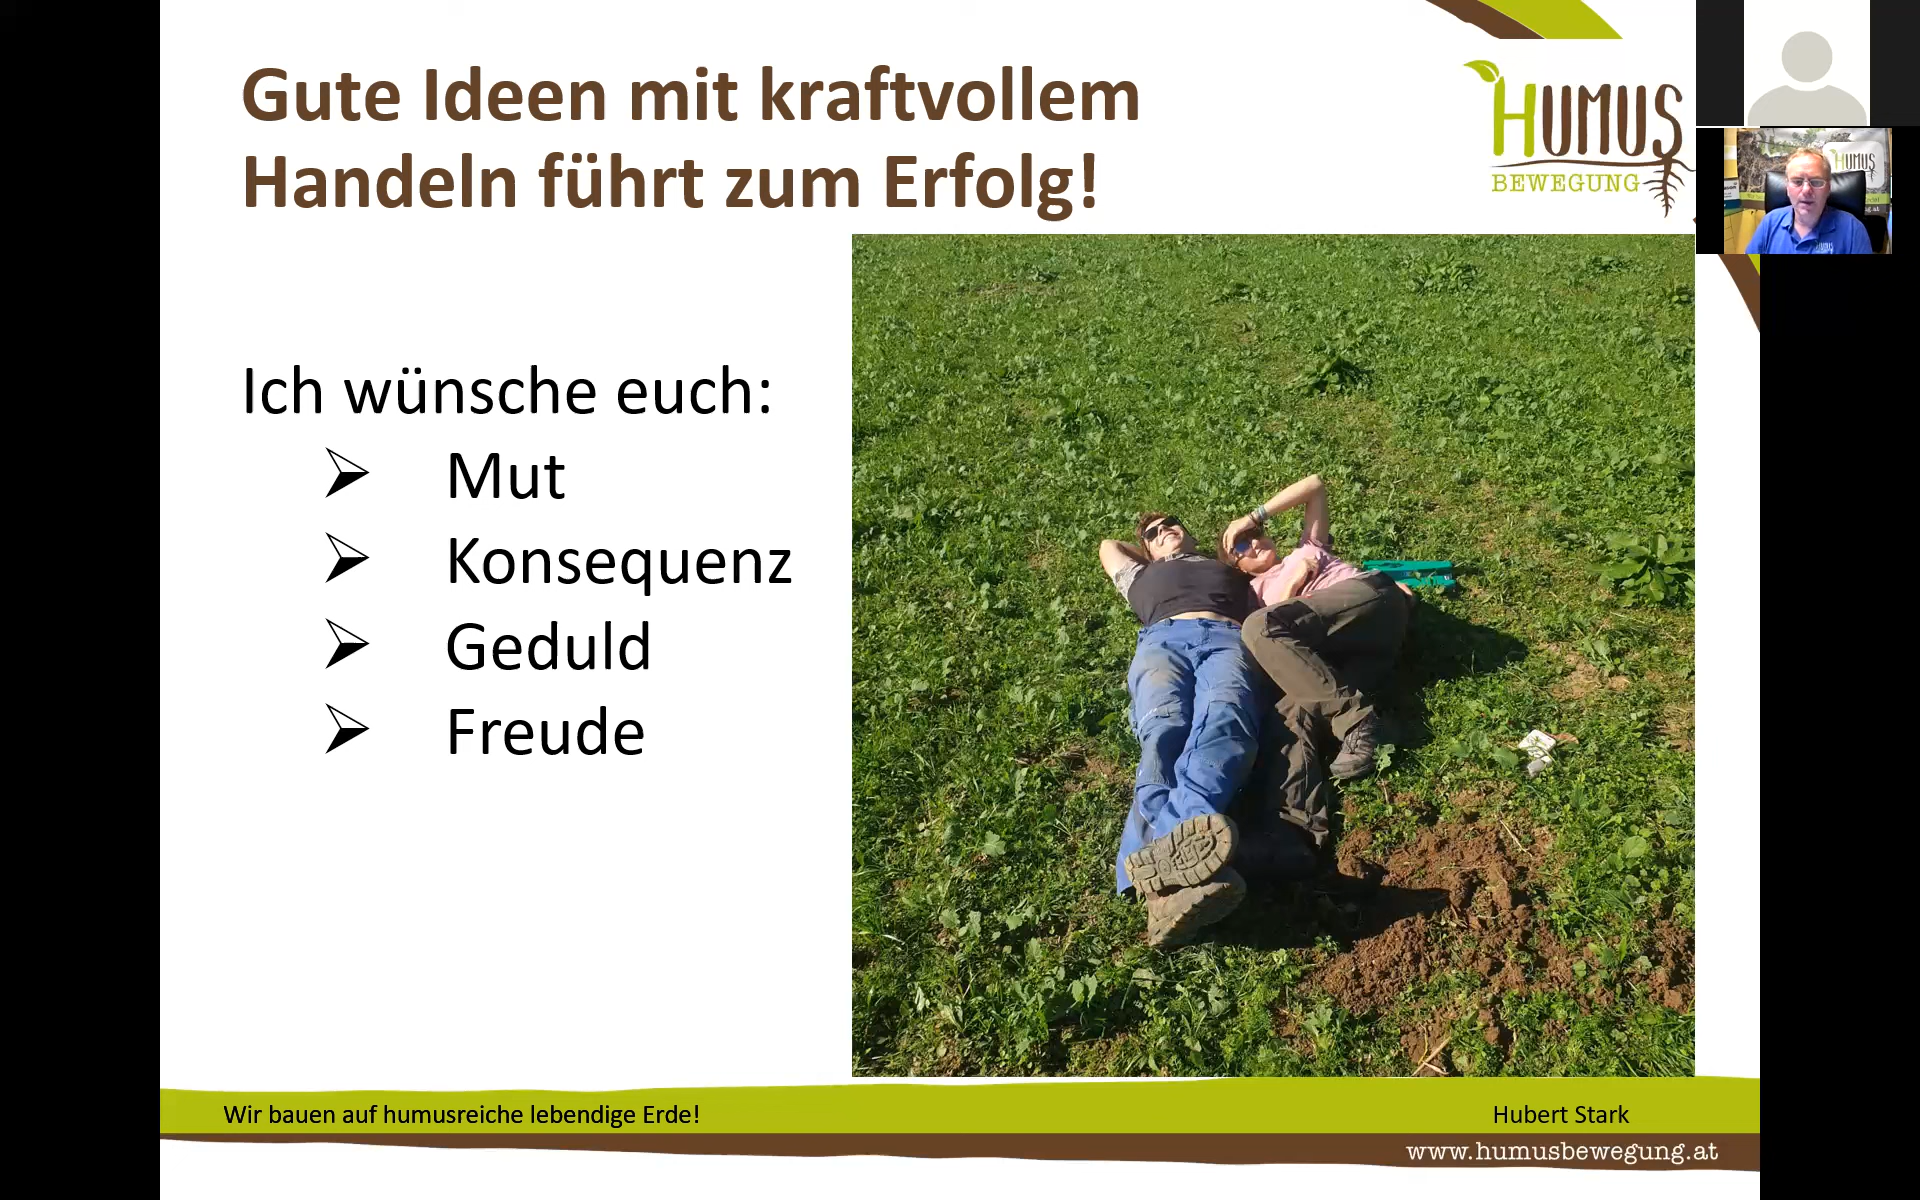 Gute Ideen mit kraftvollem
Handeln führt zum Erfolg!
HUMUS
BEWEGUNG
HUMUS
Ich wünsche euch:
Mut
Konsequenz
Geduld
Freude
Wir bauen auf humusreiche lebendige Erde!
Hubert Stark
www.humusbewegung.at